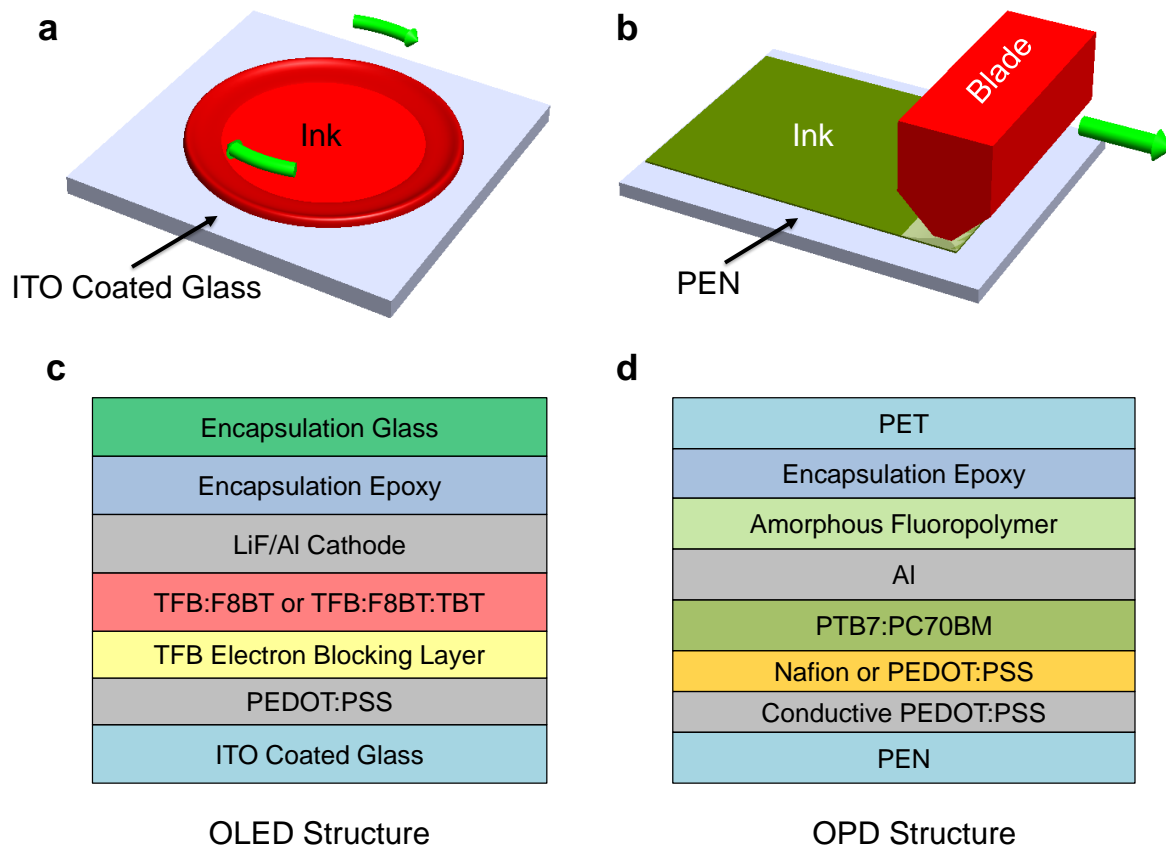 a
b
Ink
ITO Coated Glass
Ink
Blade
PEN
c
d
Encapsulation Glass
Encapsulation Epoxy
LiF/Al Cathode
TFB:F8BT or TFB:F8BT:TBT
TFB Electron Blocking Layer
PEDOT:PSS
ITO Coated Glass
OLED Structure
PET
Encapsulation Epoxy
Amorphous Fluoropolymer
Al
PTB7:PC70BM
Nafion or PEDOT:PSS
Conductive PEDOT:PSS
PEN
OPD Structure